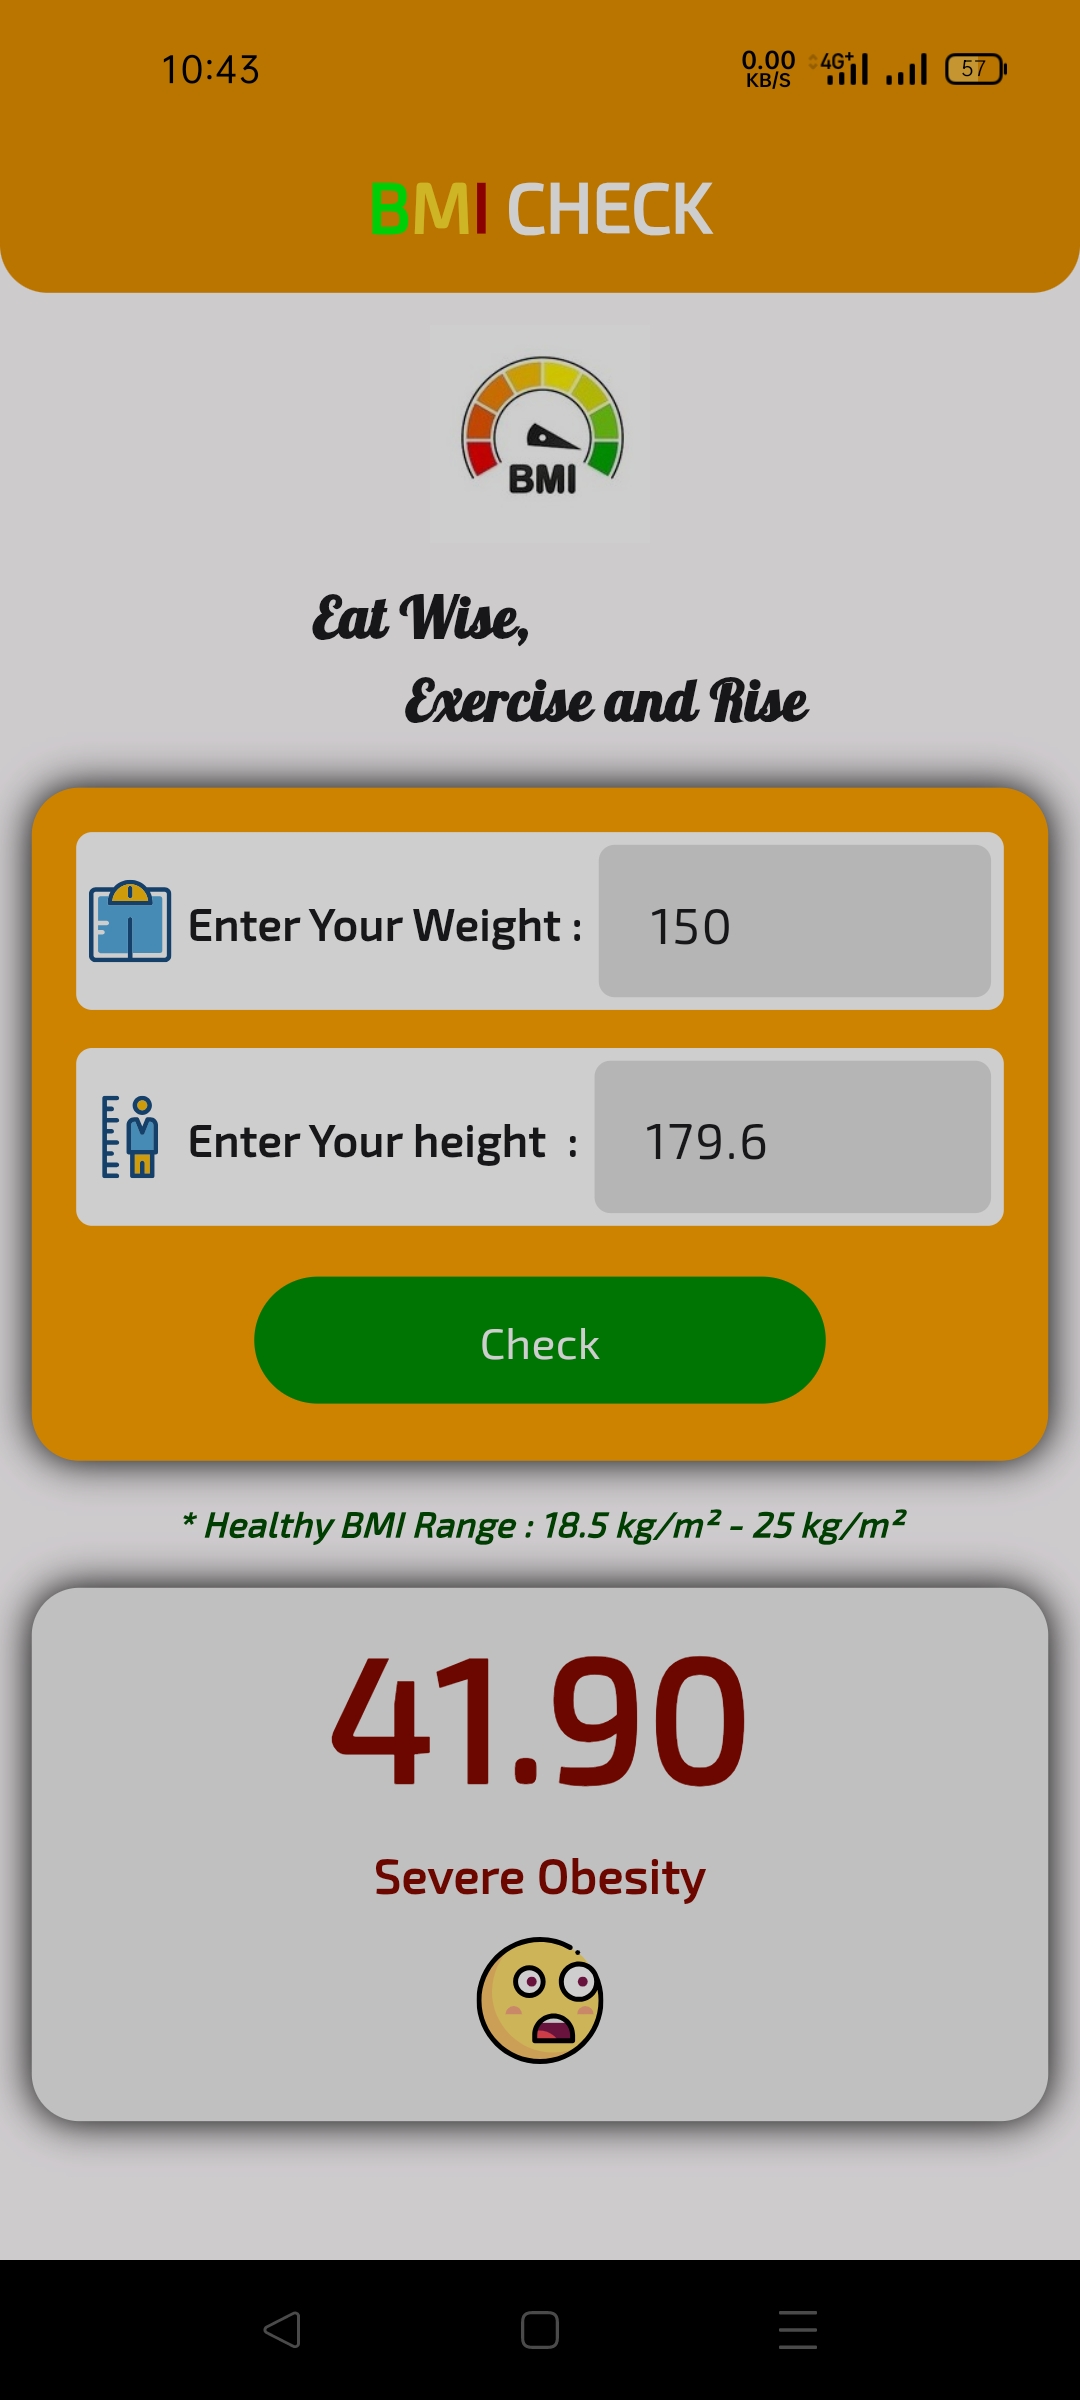 10:43
0.00
KB/S
4G+
57
BMI CHECK
BMI
Eat Wise,
Exercise and Rise
Enter Your Weight :
150
Enter Your height :
179.6
Check
* Healthy BMI Range : 18.5 kg/m² - 25 kg/m²
41.90
Severe Obesity